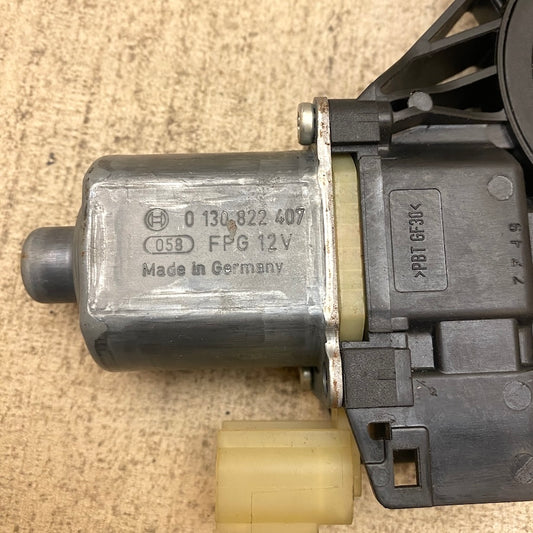 0 130 822 407
058 FPG 12V
Made in Germany
>PBT GF30<